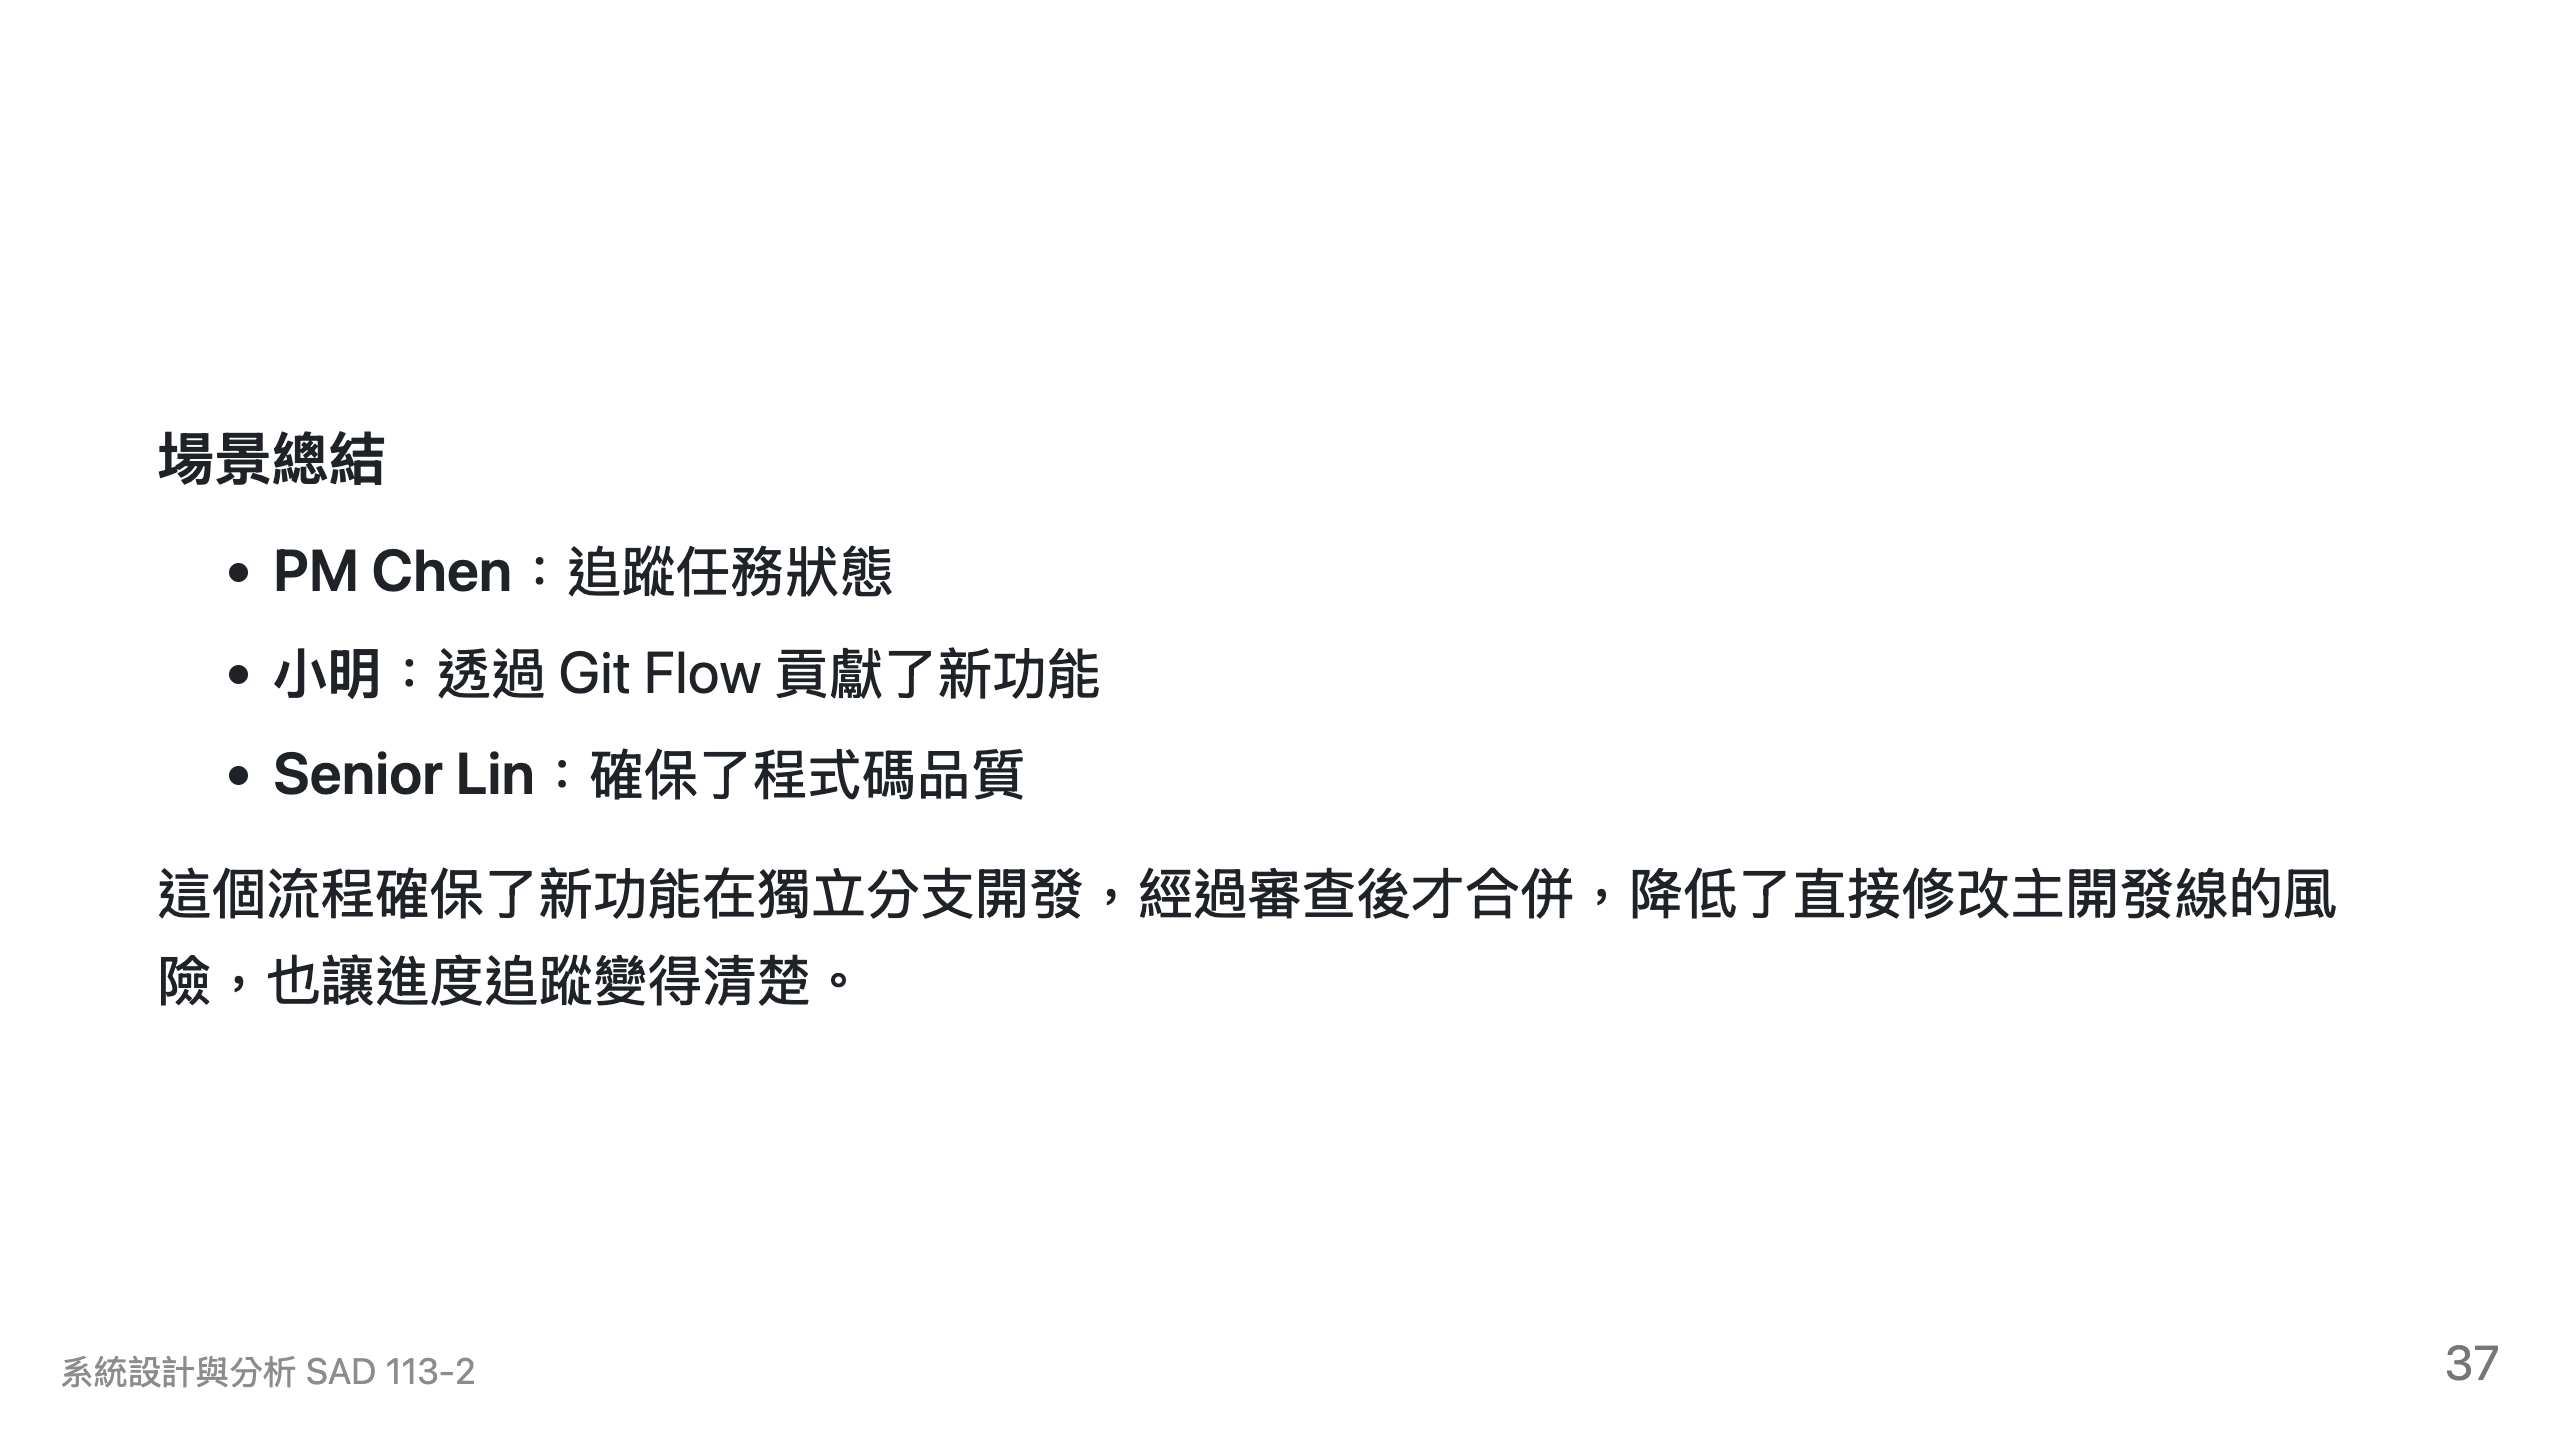 場景總結
• PM Chen：追蹤任務狀態
• 小明：透過 Git Flow 貢獻了新功能
• Senior Lin：確保了程式碼品質
這個流程確保了新功能在獨立分支開發，經過審查後才合併，降低了直接修改主開發線的風
險，也讓進度追蹤變得清楚。
系統設計與分析 SAD 113-2
37